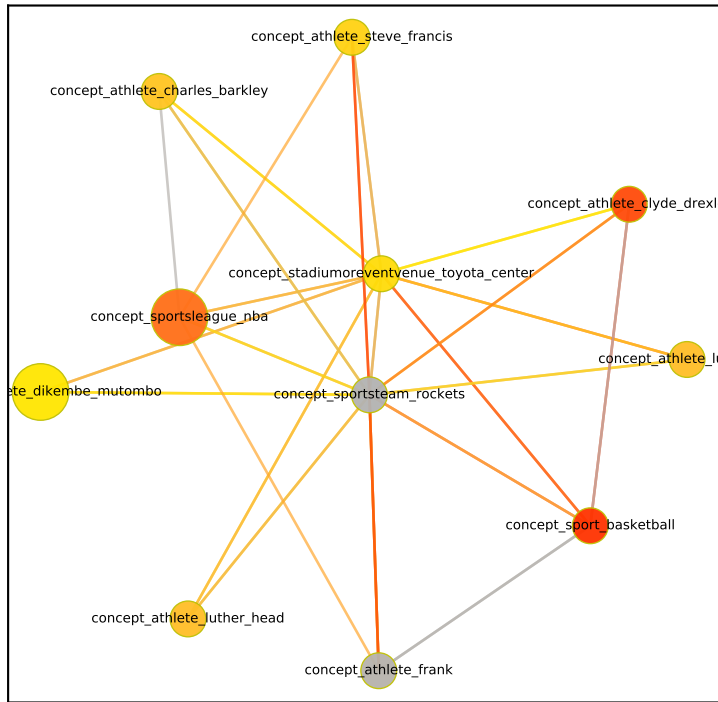 concept_athlete_steve_francis
concept_athlete_charles_barkley
concept_athlete_clyde_drexl
concept_stadiumoreventvenue_toyota_center
concept_sportsleague_nba
concept_athlete_lu
ete_dikembe_mutombo
concept_sportsteam_rockets
concept_sport_basketball
concept_athlete_luther_head
concept_athlete_frank